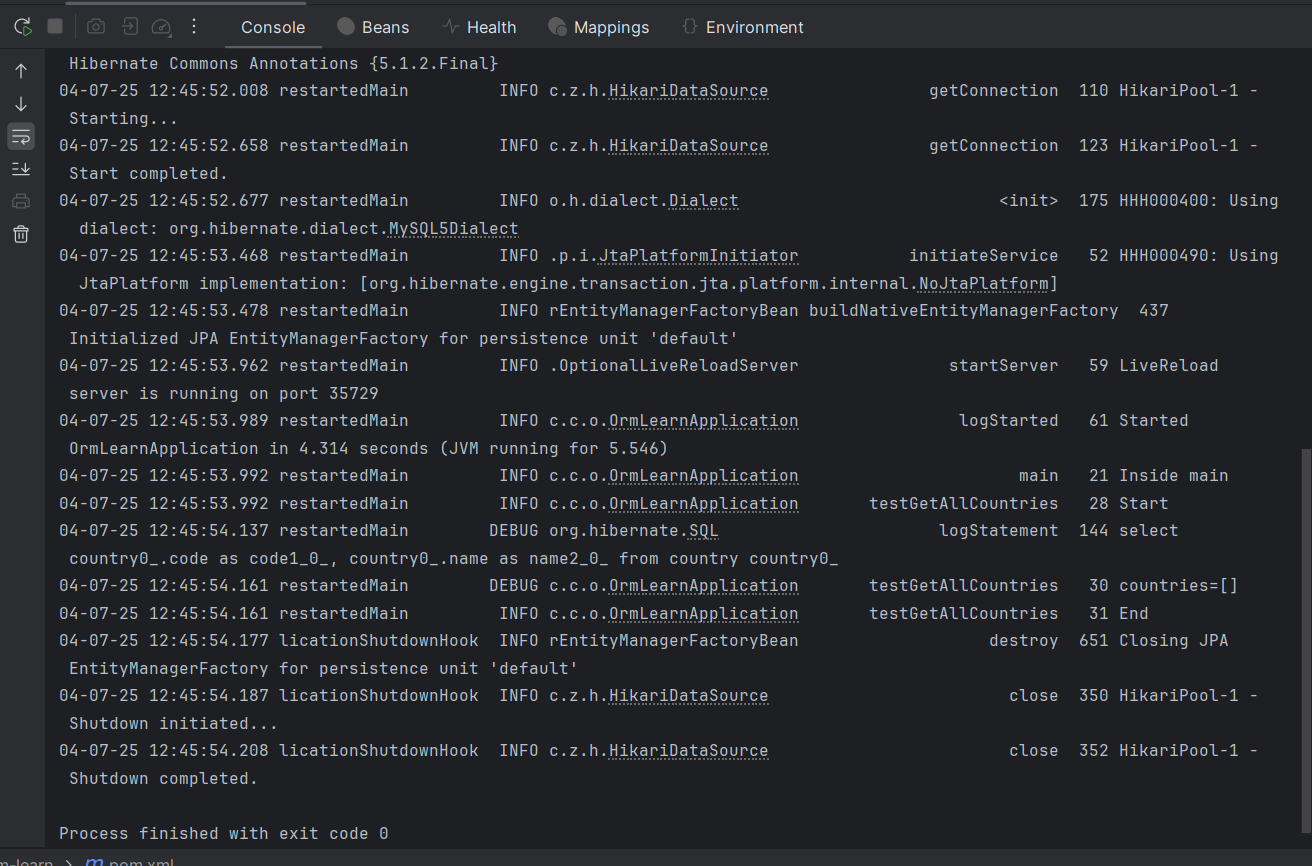 Console Beans Health Mappings Environment
Hibernate Commons Annotations {5.1.2.Final}
04-07-25 12:45:52.008 restartedMain INFO c.z.h.HikariDataSource getConnection 110 HikariPool-1 -
Starting...
04-07-25 12:45:52.658 restartedMain INFO c.z.h.HikariDataSource getConnection 123 HikariPool-1 -
Start completed.
04-07-25 12:45:52.677 restartedMain INFO o.h.dialect.Dialect <init> 175 HHH000400: Using
dialect: org.hibernate.dialect.MySQL5Dialect
04-07-25 12:45:53.468 restartedMain INFO .p.i.JtaPlatformInitiator initiateService 52 HHH000490: Using
JtaPlatform implementation: [org.hibernate.engine.transaction.jta.platform.internal.NoJtaPlatform]
04-07-25 12:45:53.478 restartedMain INFO rEntityManagerFactoryBean buildNativeEntityManagerFactory 437
Initialized JPA EntityManagerFactory for persistence unit 'default'
04-07-25 12:45:53.962 restartedMain INFO .OptionalLiveReloadServer startServer 59 LiveReload
server is running on port 35729
04-07-25 12:45:53.989 restartedMain INFO c.c.o.OrmLearnApplication logStarted 61 Started
OrmLearnApplication in 4.314 seconds (JVM running for 5.546)
04-07-25 12:45:53.992 restartedMain INFO c.c.o.OrmLearnApplication main 21 Inside main
04-07-25 12:45:53.992 restartedMain INFO c.c.o.OrmLearnApplication testGetAllCountries 28 Start
04-07-25 12:45:54.137 restartedMain DEBUG org.hibernate.SQL logStatement 144 select
country0_.code as code1_0_, country0_.name as name2_0_ from country country0_
04-07-25 12:45:54.161 restartedMain DEBUG c.c.o.OrmLearnApplication testGetAllCountries 30 countries=[]
04-07-25 12:45:54.161 restartedMain INFO c.c.o.OrmLearnApplication testGetAllCountries 31 End
04-07-25 12:45:54.177 licationShutdownHook INFO rEntityManagerFactoryBean destroy 651 Closing JPA
EntityManagerFactory for persistence unit 'default'
04-07-25 12:45:54.187 licationShutdownHook INFO c.z.h.HikariDataSource close 350 HikariPool-1 -
Shutdown initiated...
04-07-25 12:45:54.208 licationShutdownHook INFO c.z.h.HikariDataSource close 352 HikariPool-1 -
Shutdown completed.
Process finished with exit code 0
m-learn > m pom.xml